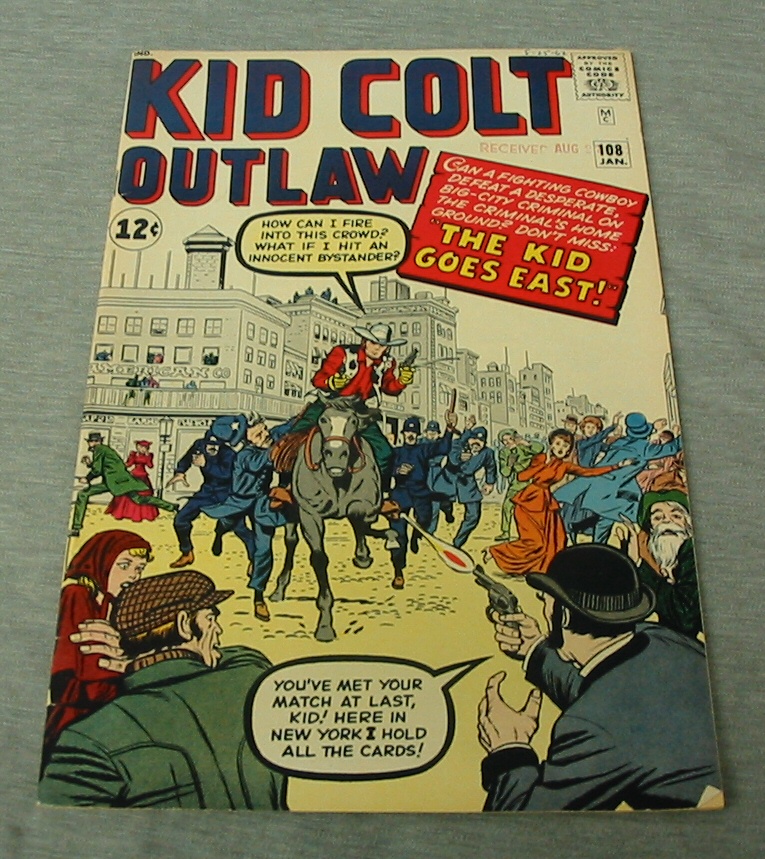 IND.
KID COLT
OUTLAW
APPROVED
BY THE
COMICS
CODE
AUTHORITY
MC
RECEIVED AUG
108
JAN.
12¢
CAN A FIGHTING COWBOY
DEFEAT A DESPERATE,
BIG-CITY CRIMINAL ON
THE CRIMINAL'S HOME
GROUND? DON'T MISS:
"THE KID
GOES EAST!"
HOW CAN I FIRE
INTO THIS CROWD?
WHAT IF I HIT AN
INNOCENT BYSTANDER?
AMERICAN CO
YOU'VE MET YOUR
MATCH AT LAST,
KID! HERE IN
NEW YORK I HOLD
ALL THE CARDS!